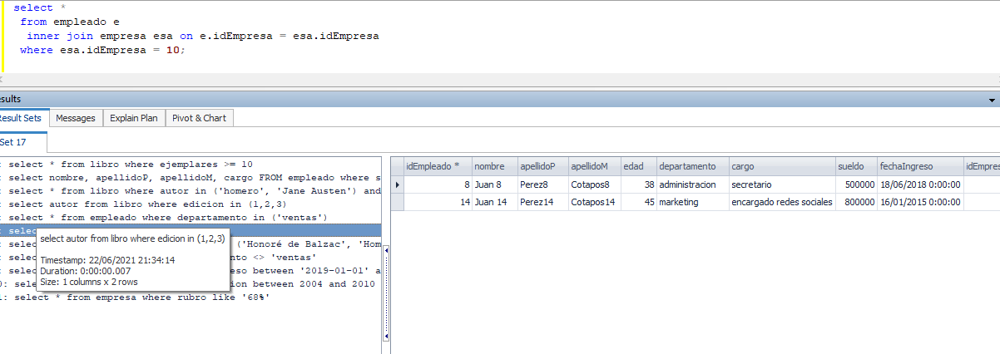 select *
from empleado e
inner join empresa esa on e.idEmpresa = esa.idEmpresa
where esa.idEmpresa = 10;
esults
Result Sets Messages Explain Plan Pivot & Chart
Set 17
: select * from libro where ejemplares >= 10
: select nombre, apellidoP, apellidoM, cargo FROM empleado where s
: select * from libro where autor in ('homero', 'Jane Austen') and
: select autor from libro where edicion in (1,2,3)
: select * from empleado where departamento in ('ventas')
: selec
: selec ('Honoré de Balzac', 'Hom
: selec nto <> 'ventas'
: selec eso between '2019-01-01' a
0: selec ion between 2004 and 2010
1: select * from empresa where rubro like '68%'
select autor from libro where edicion in (1,2,3)
Timestamp: 22/06/2021 21:34:14
Duration: 0:00:00.007
Size: 1 columns x 2 rows
idEmpleado * nombre apellidoP apellidoM edad departamento cargo sueldo fechaIngreso idEmpres
8 Juan 8 Perez8 Cotapos8 38 administracion secretario 500000 18/06/2018 0:00:00
14 Juan 14 Perez14 Cotapos14 45 marketing encargado redes sociales 800000 16/01/2015 0:00:00